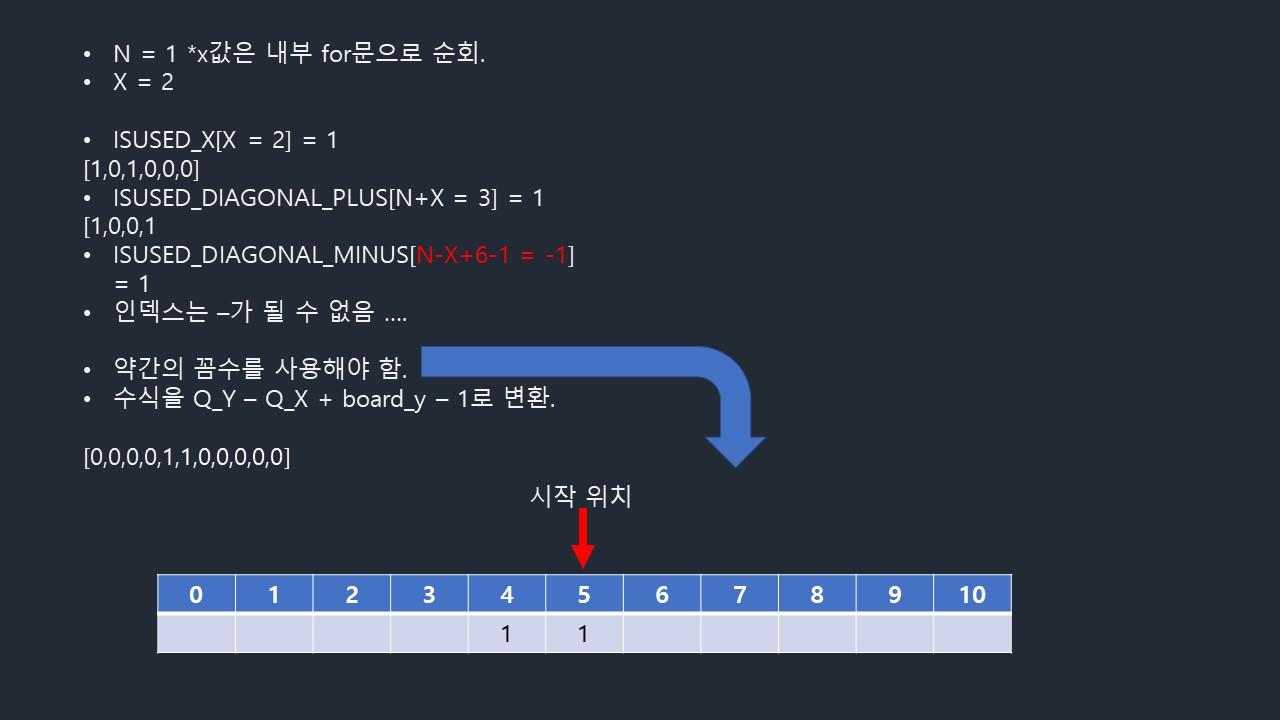 • N = 1 *x값은 내부 for문으로 순회.
• X = 2
• ISUSED_X[X = 2] = 1
[1,0,1,0,0,0]
• ISUSED_DIAGONAL_PLUS[N+X = 3] = 1
[1,0,0,1
• ISUSED_DIAGONAL_MINUS[N-X+6-1 = -1]
= 1
• 인덱스는 –가 될 수 없음 ....
• 약간의 꼼수를 사용해야 함.
• 수식을 Q_Y – Q_X + board_y – 1로 변환.
[0,0,0,0,1,1,0,0,0,0,0]
시작 위치
0 1 2 3 4 5 6 7 8 9 10
1 1